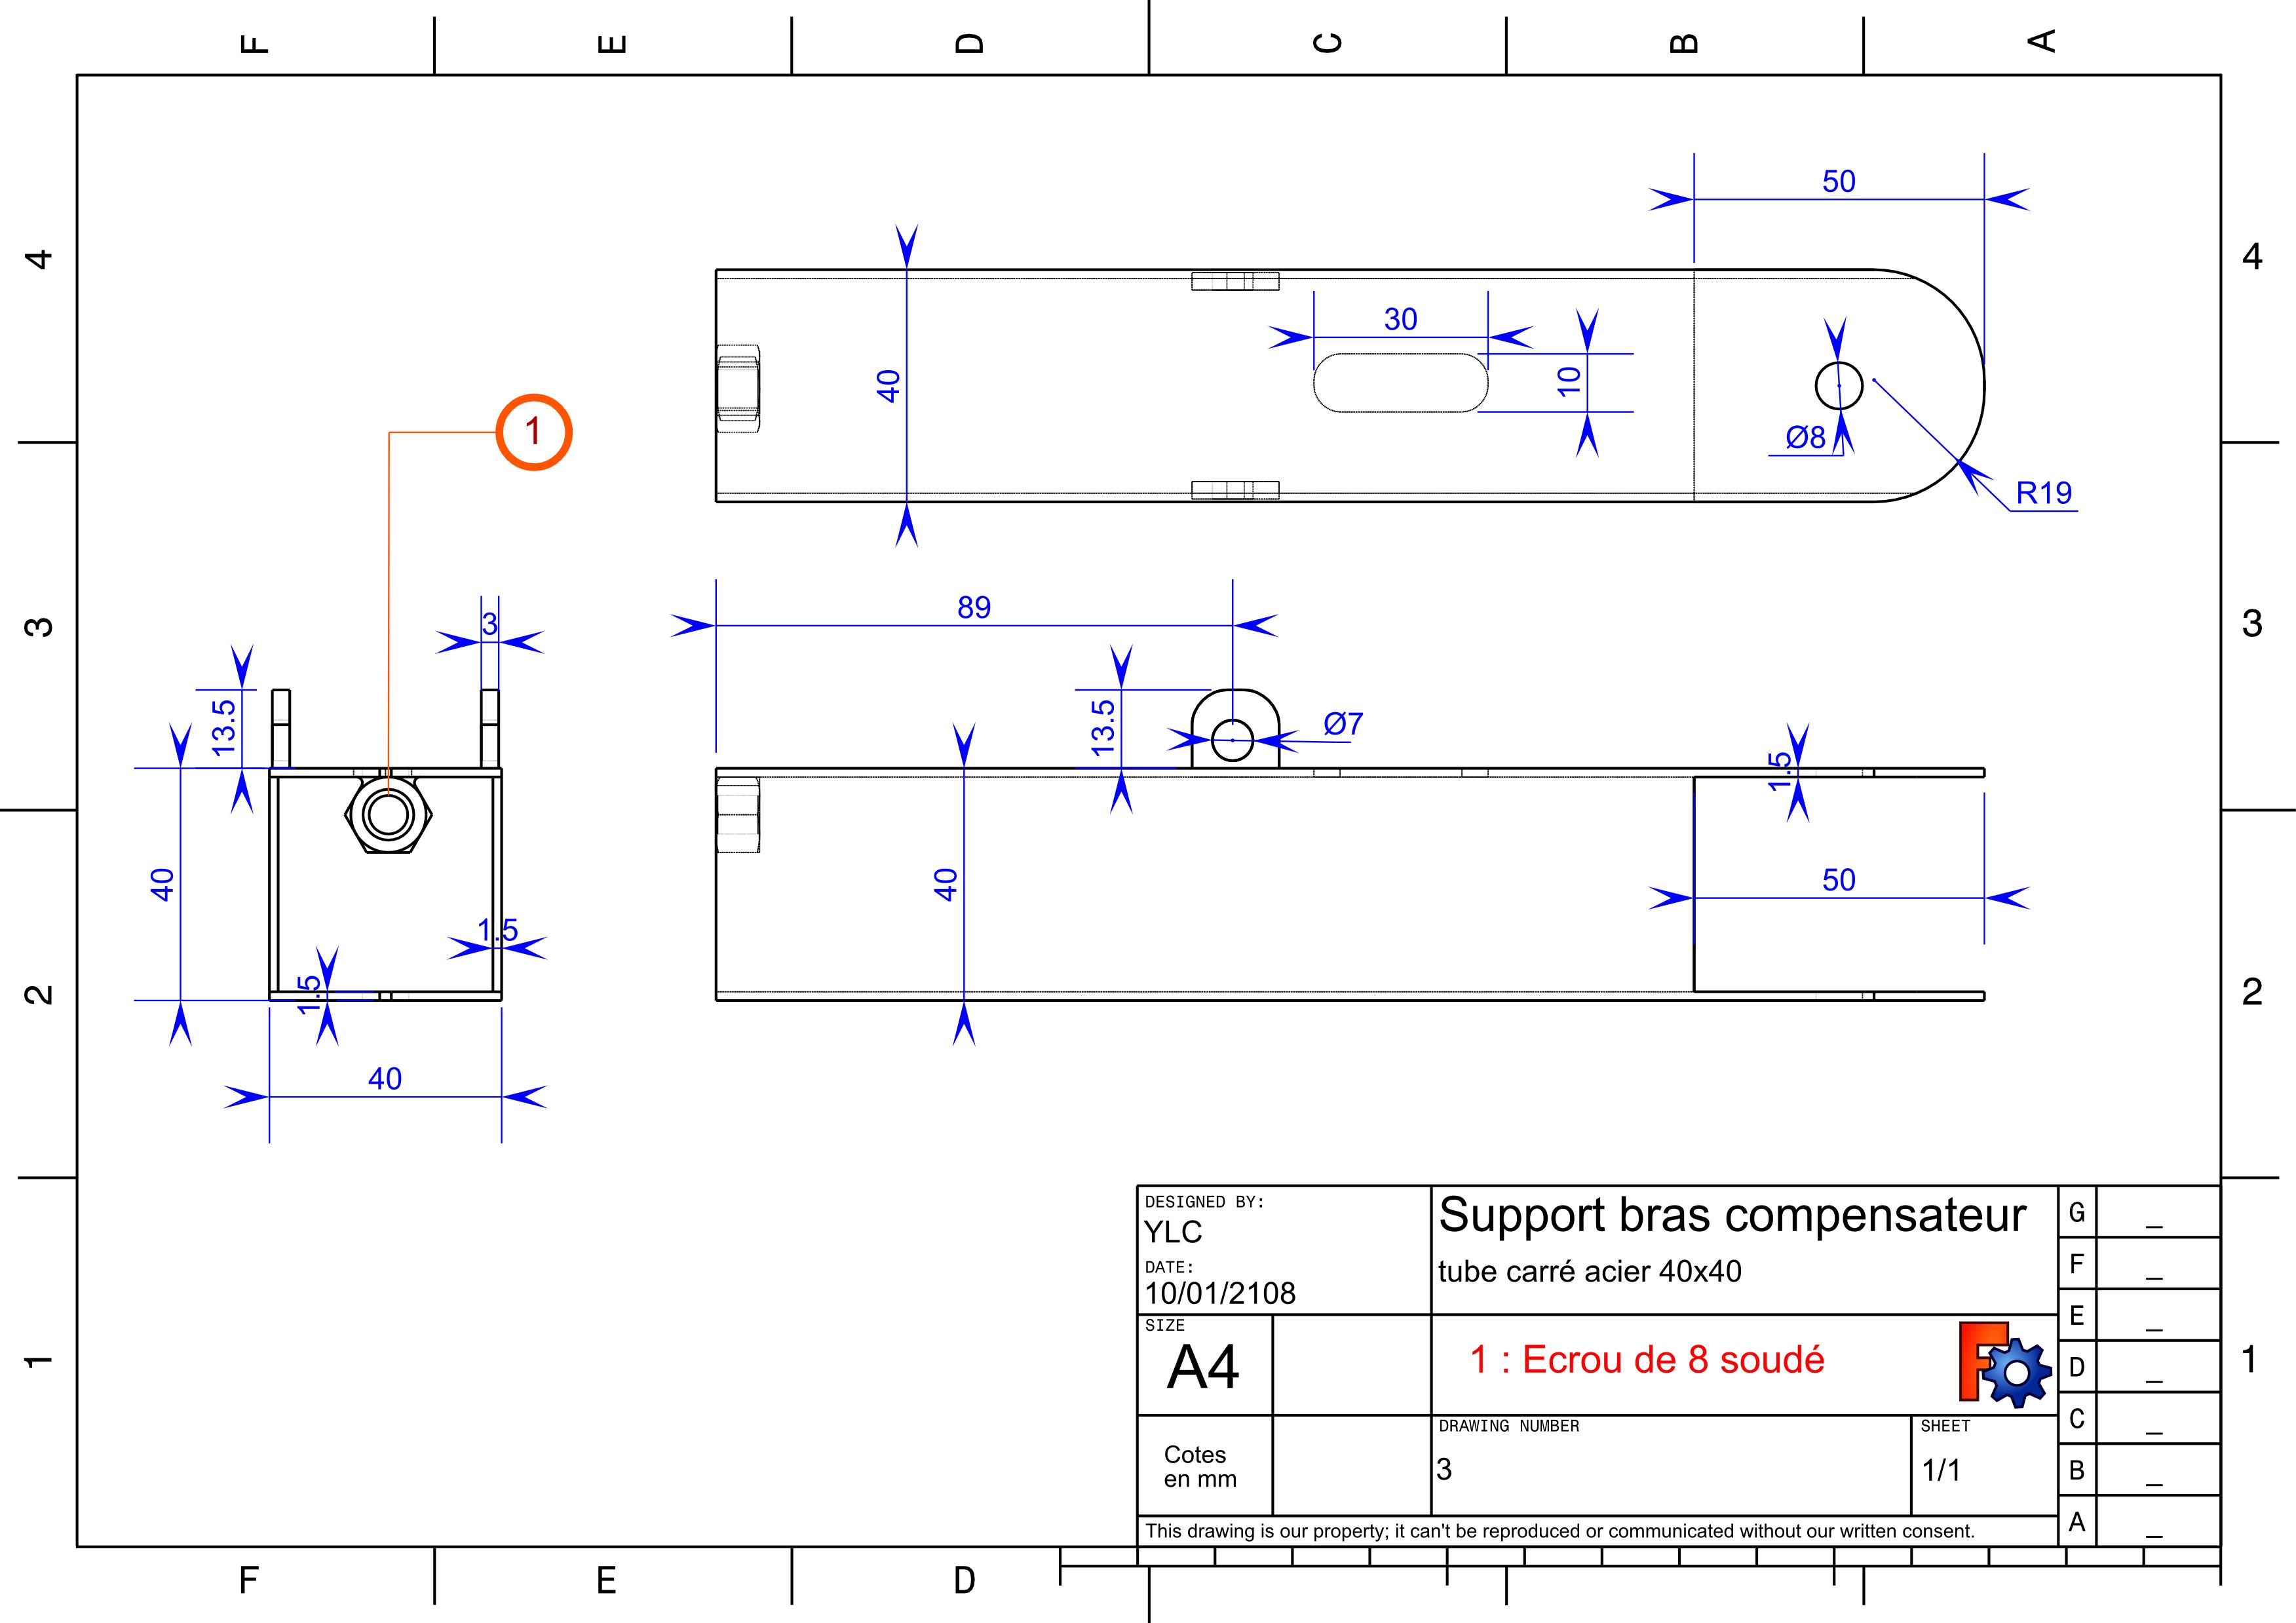 F E D C B A
4 4
50
30
40
10
Ø8
R19
1
3 3
3
89
13.5
13.5
Ø7
1.5
40
40
50
1.5
1.5
2 2
40
DESIGNED BY:
YLC
DATE:
10/01/2108
Support bras compensateur
tube carré acier 40x40
SIZE
A4
1 : Ecrou de 8 soudé
Cotes
en mm
DRAWING NUMBER
3
SHEET
1/1
This drawing is our property; it can't be reproduced or communicated without our written consent.
G _
F _
E _
D _
C _
B _
A _
1 1
F E D